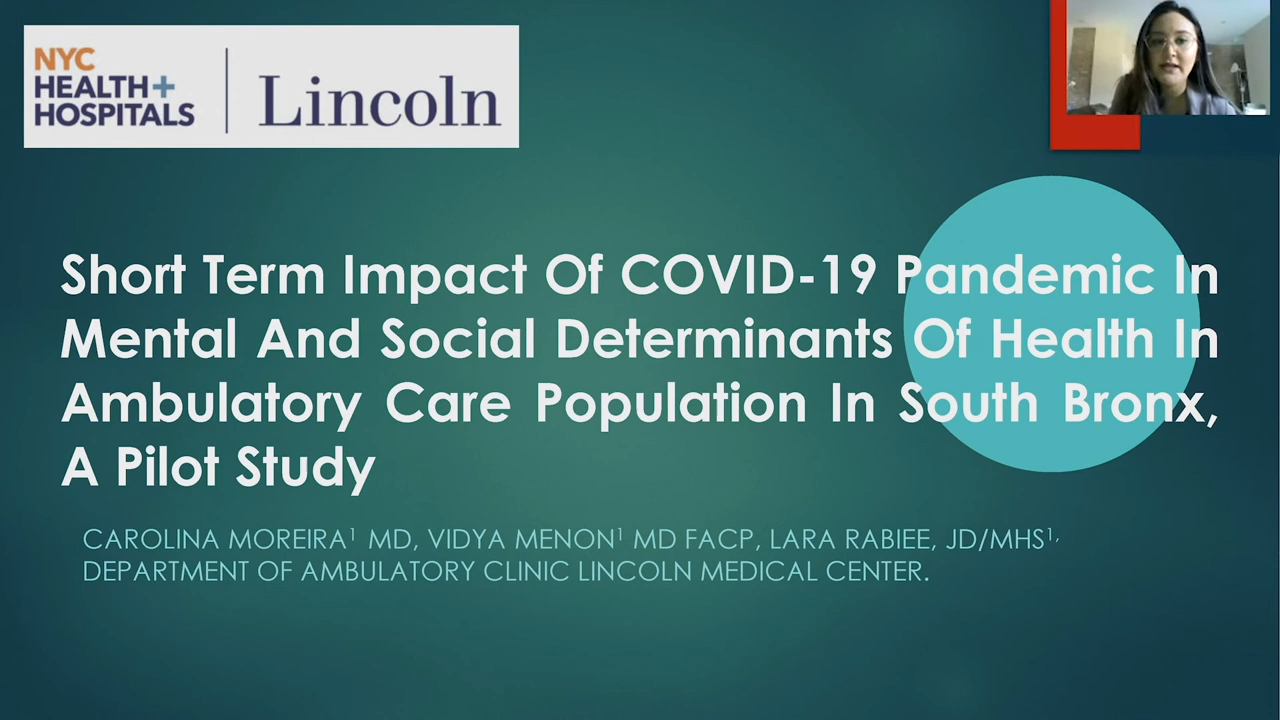 NYC
HEALTH+
HOSPITALS
Lincoln
Short Term Impact Of COVID-19 Pandemic In
Mental And Social Determinants Of Health In
Ambulatory Care Population In South Bronx,
A Pilot Study
CAROLINA MOREIRA¹ MD, VIDYA MENON¹ MD FACP, LARA RABIEE, JD/MHS¹,
DEPARTMENT OF AMBULATORY CLINIC LINCOLN MEDICAL CENTER.